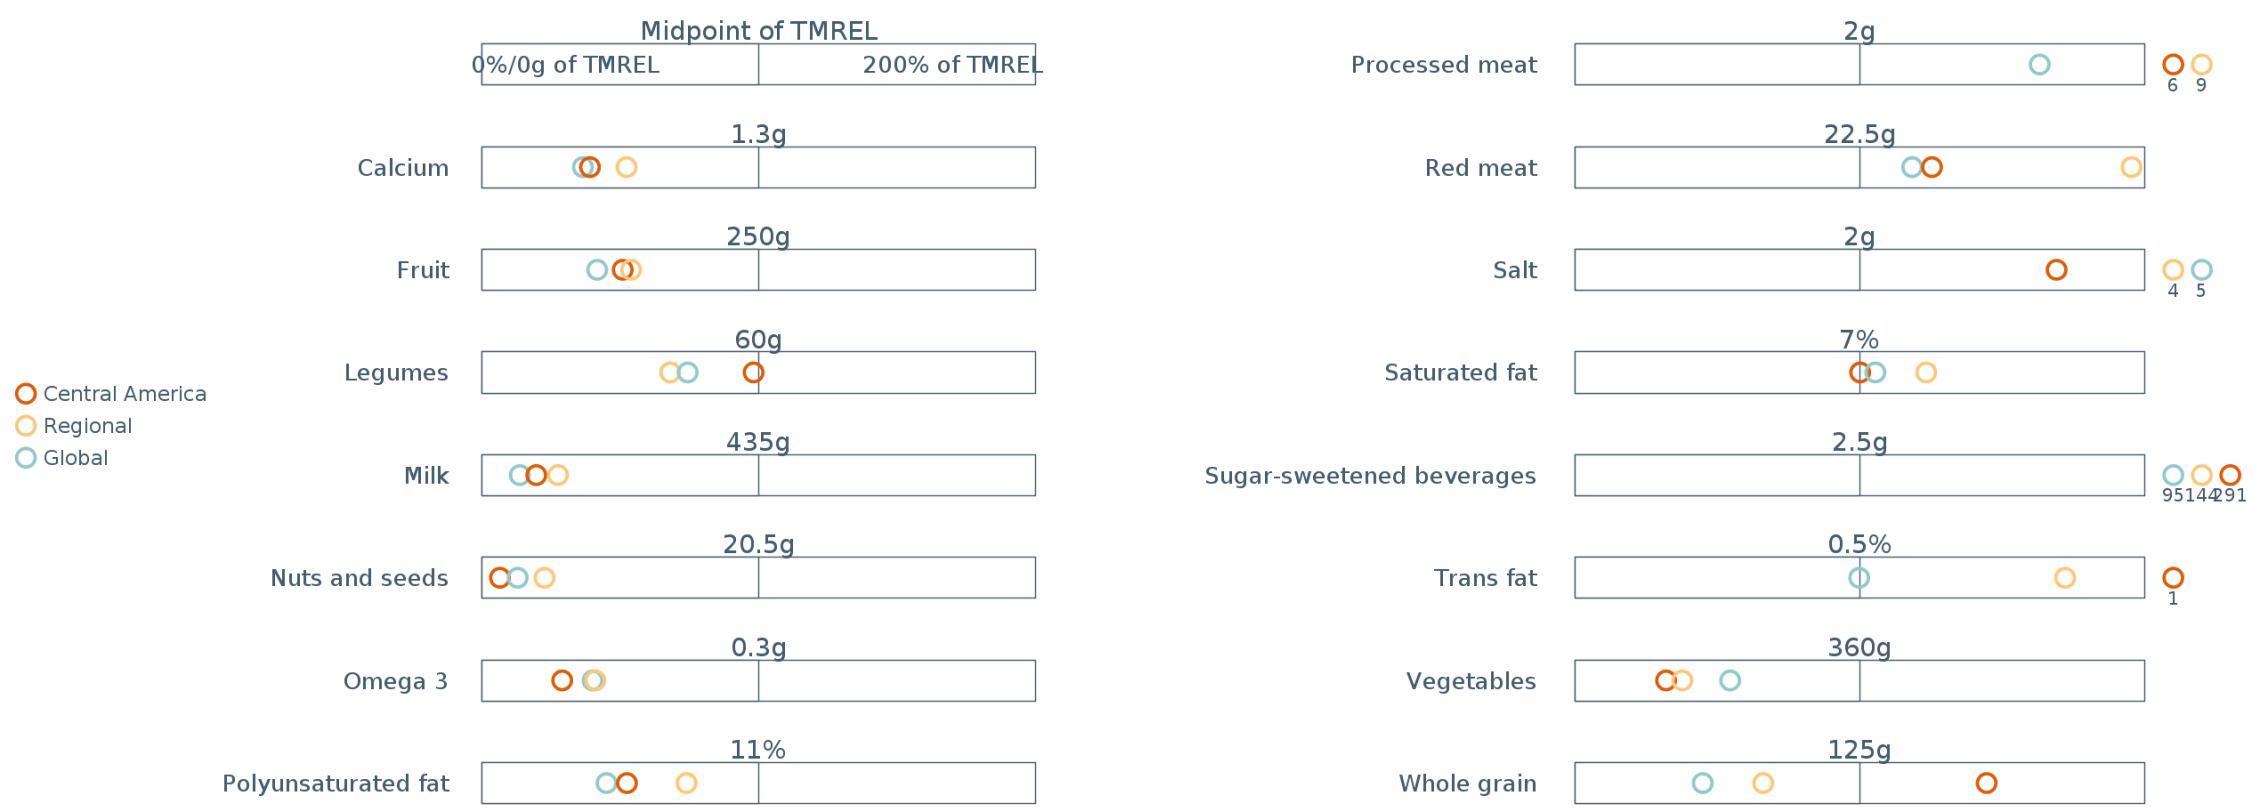 Midpoint of TMREL
0%/0g of TMREL
200% of TMREL
1.3g
Calcium
250g
Fruit
60g
Legumes
435g
Milk
20.5g
Nuts and seeds
0.3g
Omega 3
11%
Polyunsaturated fat
Central America
Regional
Global
2g
Processed meat
6 9
22.5g
Red meat
2g
Salt
4 5
7%
Saturated fat
2.5g
Sugar-sweetened beverages
95 144 291
0.5%
Trans fat
1
360g
Vegetables
125g
Whole grain